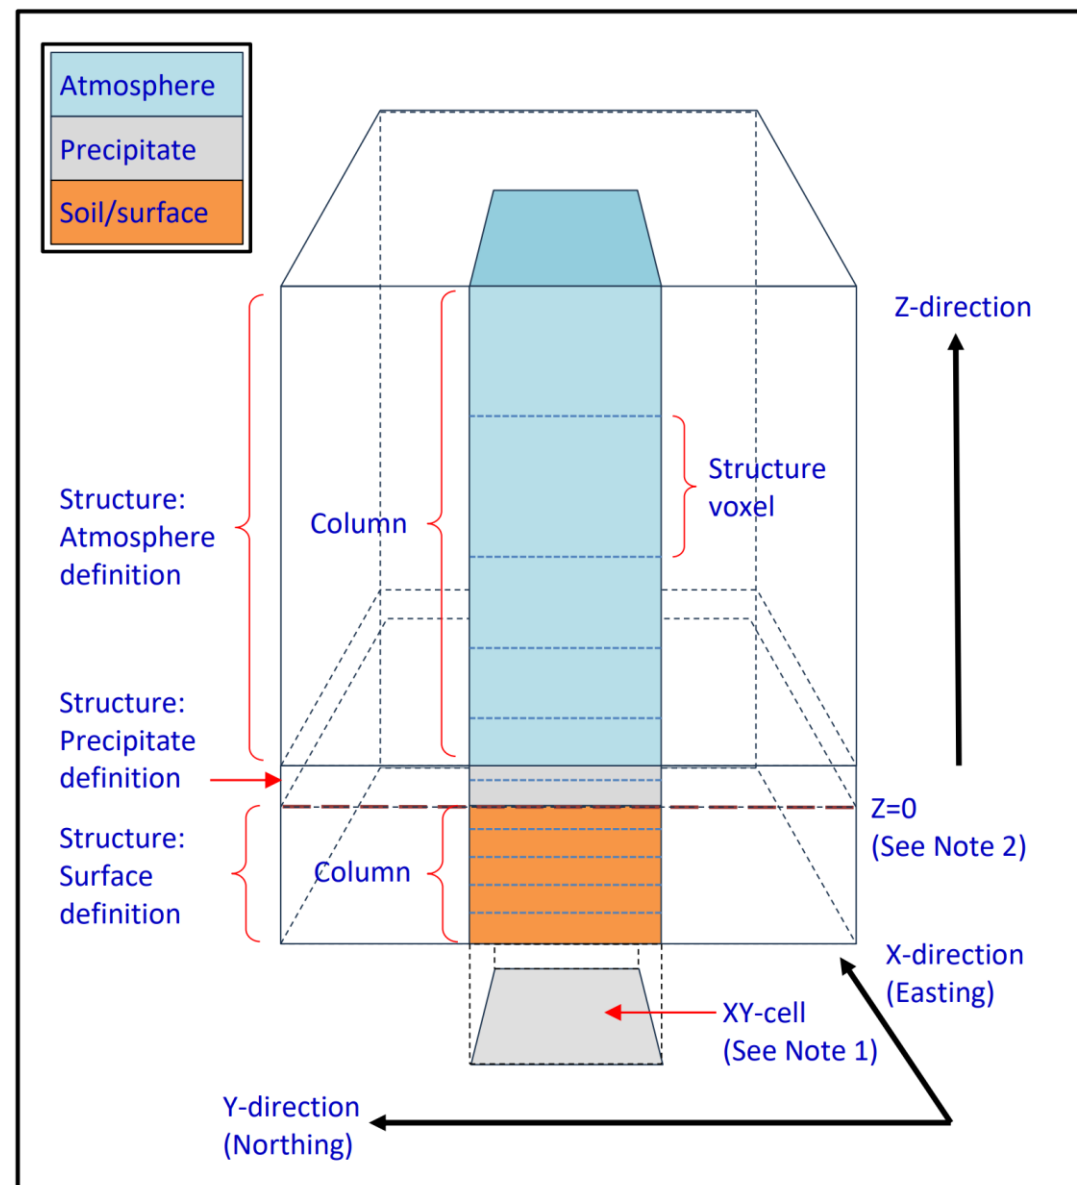 Atmosphere
Precipitate
Soil/surface
Z-direction
Structure
voxel
Structure:
Atmosphere
definition
Column
Structure:
Precipitate
definition
Z=0
(See Note 2)
Structure:
Surface
definition
Column
X-direction
(Easting)
XY-cell
(See Note 1)
Y-direction
(Northing)